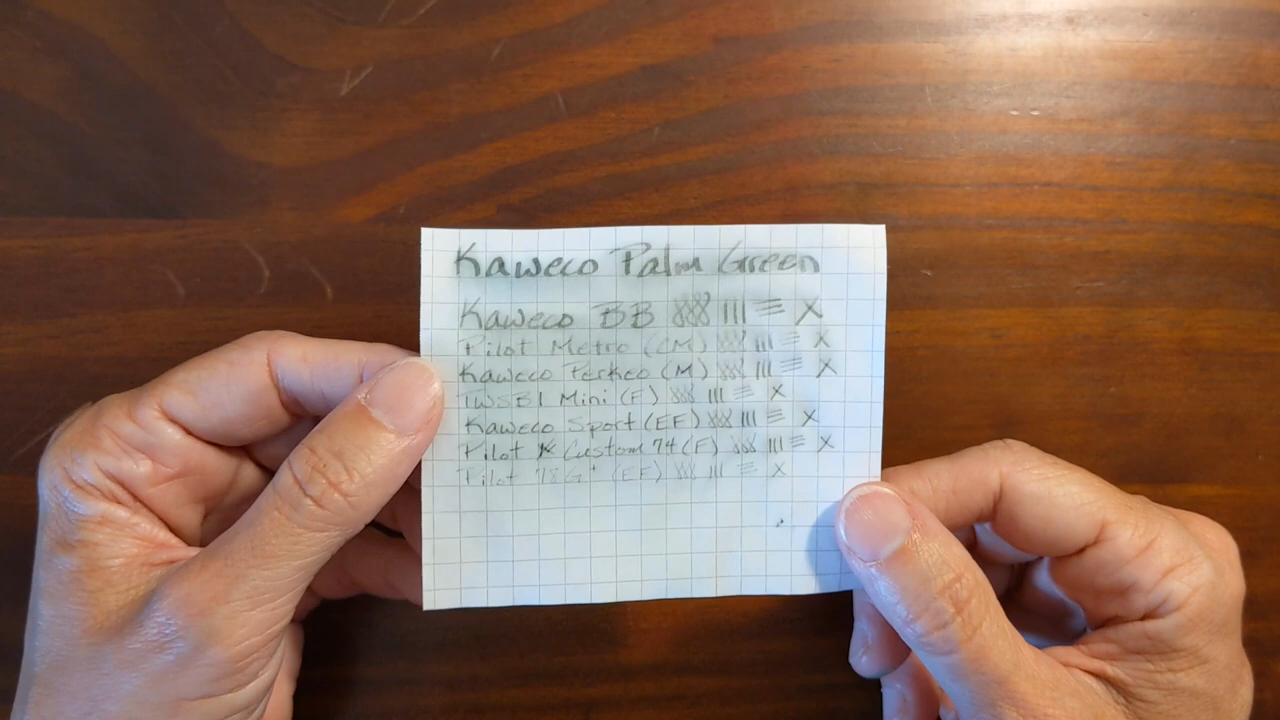 Kaweco Palm Green
Kaweco BB X
Pilot Metro (CM) X
Kaweco Perkeo (M) X
TWSBI Mini (F) X
Kaweco Sport (EF) X
Pilot Custom 74 (F) X
Pilot 78G+ (EF) X